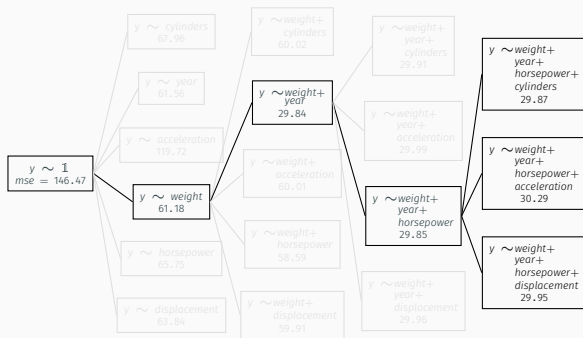 y ∼ cylinders
67.90
y ∼ year
61.56
y ∼ acceleration
119.72
y ∼ 𝟙
mse = 146.47
y ∼ weight
61.18
y ∼ horsepower
65.75
y ∼ displacement
63.84
y ∼weight+
cylinders
60.02
y ∼weight+
year
29.84
y ∼weight+
acceleration
60.01
y ∼weight+
horsepower
58.59
y ∼weight+
displacement
59.91
y ∼weight+
year+
cylinders
29.91
y ∼weight+
year+
acceleration
29.99
y ∼weight+
year+
horsepower
29.85
y ∼weight+
year+
displacement
29.96
y ∼weight+
year+
horsepower+
cylinders
29.87
y ∼weight+
year+
horsepower+
acceleration
30.29
y ∼weight+
year+
horsepower+
displacement
29.95